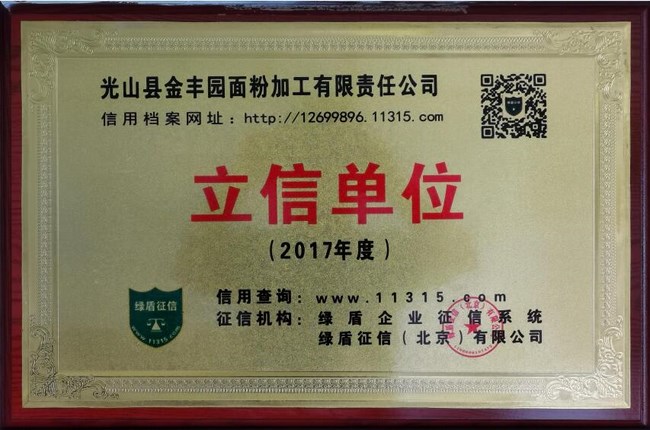 光山县金丰园面粉加工有限责任公司
信用档案网址：http://12699896.11315.com
立信单位
（2017年度）
绿盾征信
www.11315.com
信用查询：www.11315.com
征信机构：绿盾企业征信系统
绿盾征信（北京）有限公司